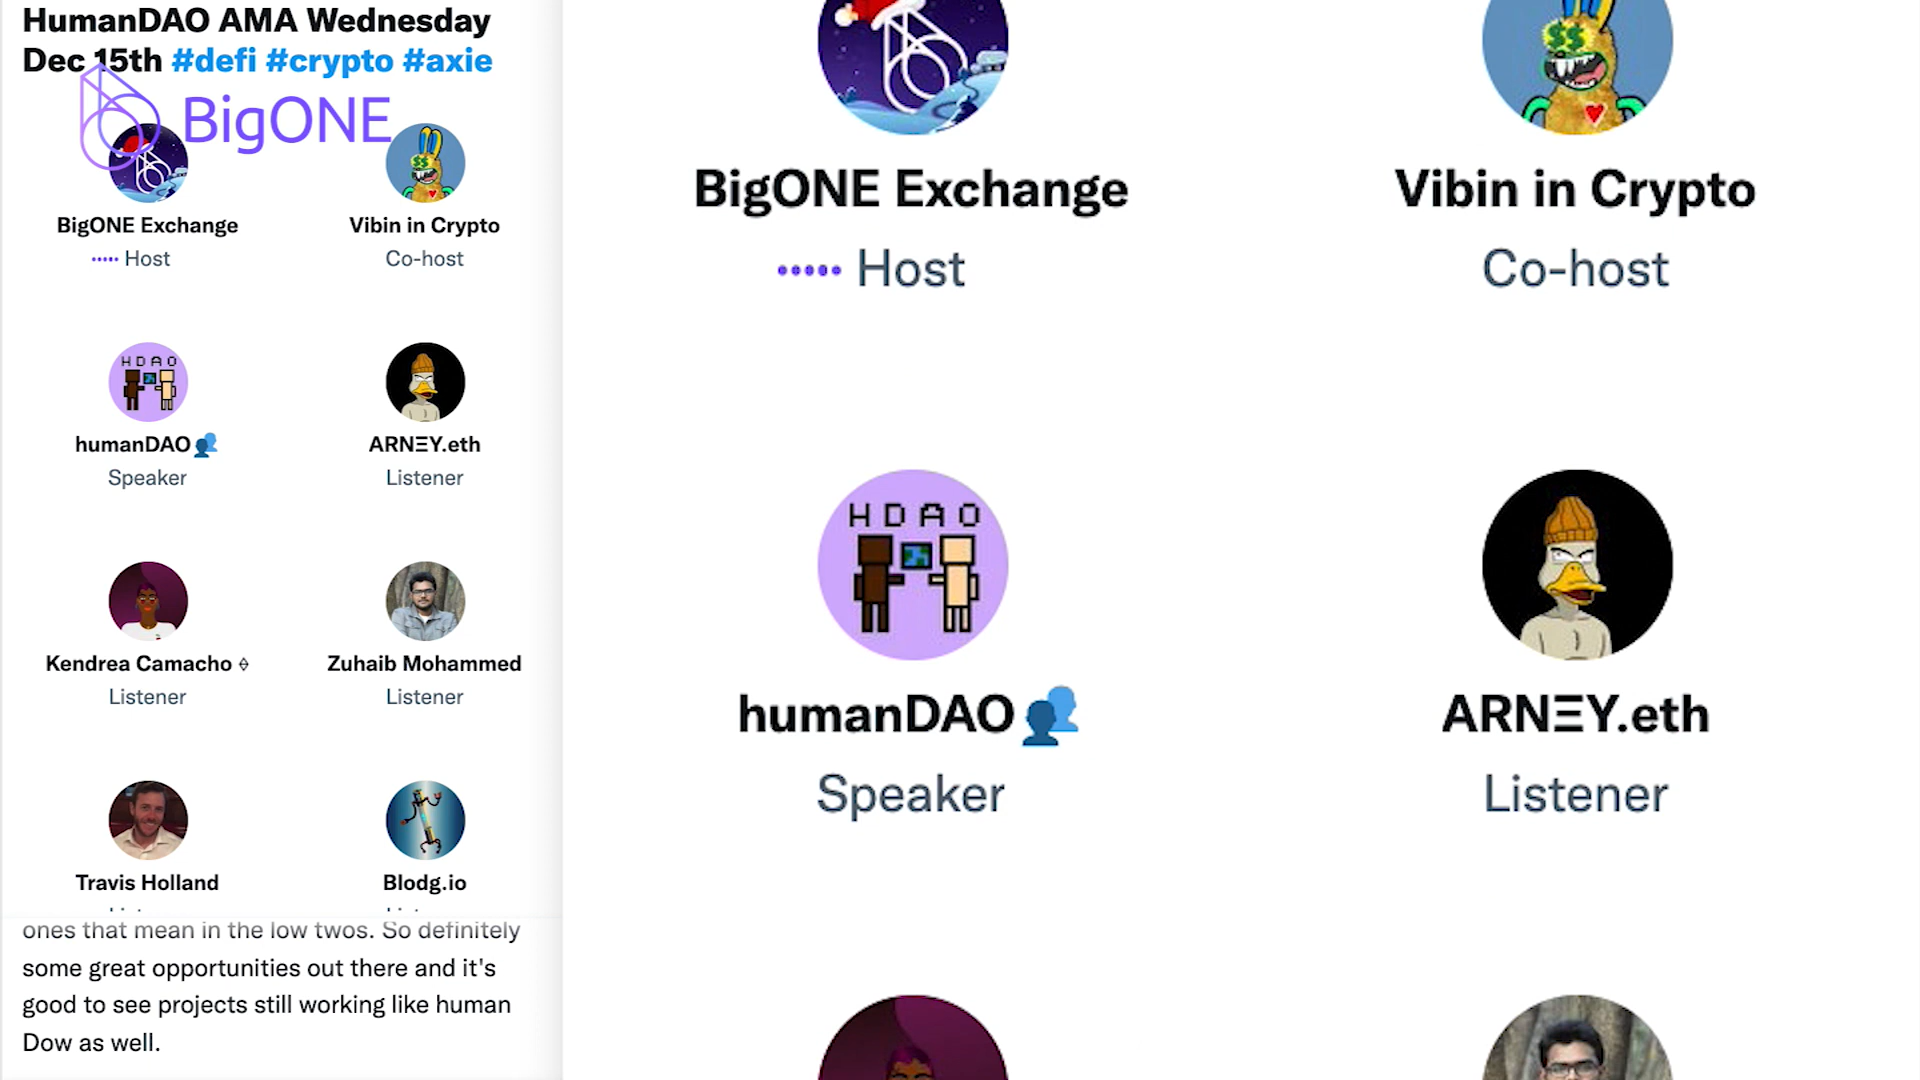 HumanDAO AMA Wednesday
Dec 15th #defi #crypto #axie
BigONE
BigONE Exchange
Host
Vibin in Crypto
Co-host
HDAO
humanDAO
Speaker
ARNΞY.eth
Listener
Kendrea Camacho
Listener
Zuhaib Mohammed
Listener
Travis Holland
Blodg.io
ones that mean in the low twos. So definitely
some great opportunities out there and it's
good to see projects still working like human
Dow as well.
BigONE Exchange
Host
Vibin in Crypto
Co-host
HDAO
humanDAO
Speaker
ARNΞY.eth
Listener